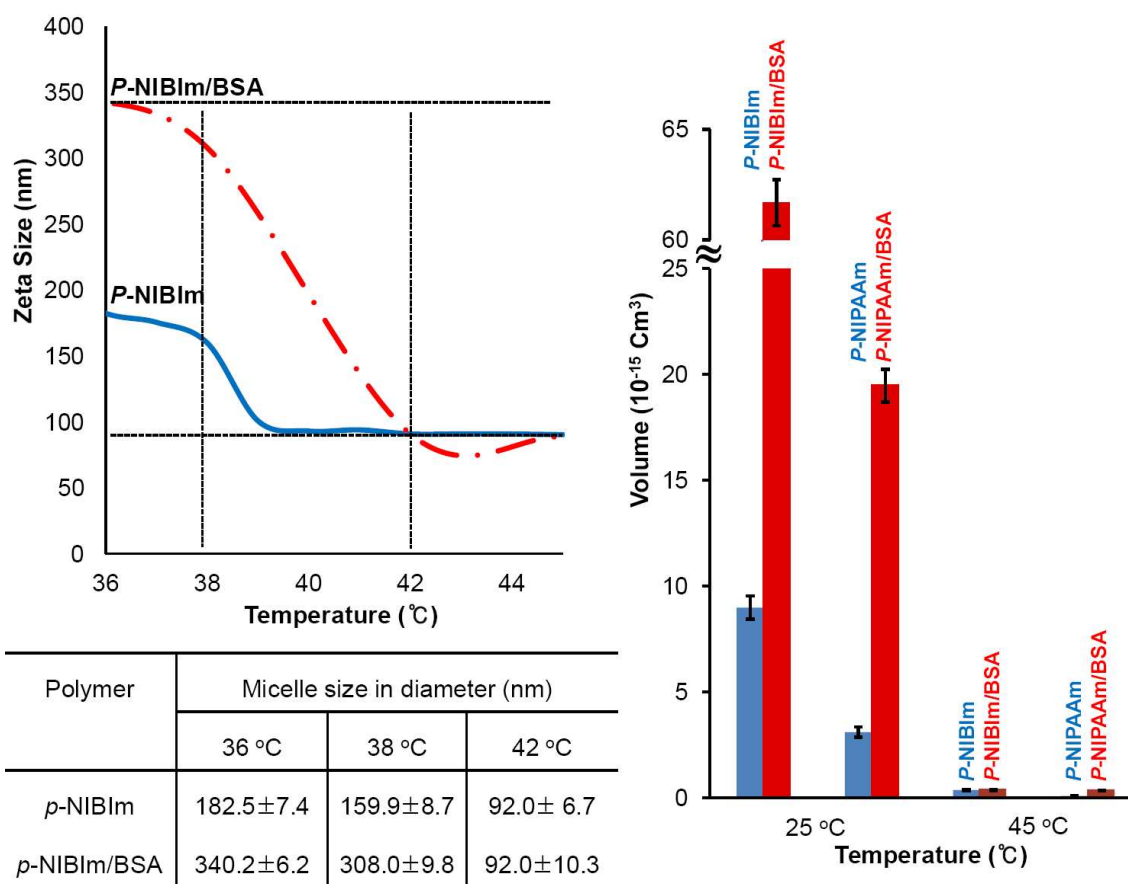 400
350
300
250
200
150
100
50
0
Zeta Size (nm)
P-NIBIm/BSA
P-NIBIm
36 38 40 42 44
Temperature (℃)
Polymer Micelle size in diameter (nm)
36 °C 38 °C 42 °C
p-NIBIm 182.5±7.4 159.9±8.7 92.0± 6.7
p-NIBIm/BSA 340.2±6.2 308.0±9.8 92.0±10.3
65
60
25
20
15
10
5
0
Volume (10⁻¹⁵ Cm³)
P-NIBIm
P-NIBIm/BSA
P-NIPAAm
P-NIPAAm/BSA
P-NIBIm
P-NIBIm/BSA
P-NIPAAm
P-NIPAAm/BSA
25 °C 45 °C
Temperature (℃)